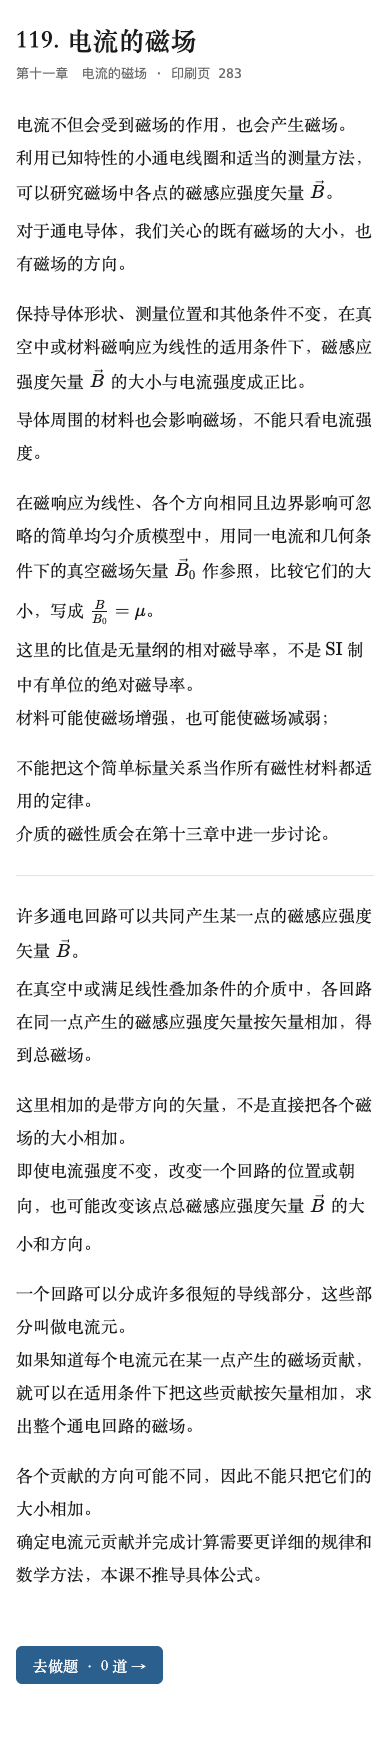 119. 电流的磁场
第十一章　电流的磁场 · 印刷页 283
电流不但会受到磁场的作用，也会产生磁场。
利用已知特性的小通电线圈和适当的测量方法，
可以研究磁场中各点的磁感应强度矢量 $\vec{B}$。
对于通电导体，我们关心的既有磁场的大小，也
有磁场的方向。
保持导体形状、测量位置和其他条件不变，在真
空中或材料磁响应为线性的适用条件下，磁感应
强度矢量 $\vec{B}$ 的大小与电流强度成正比。
导体周围的材料也会影响磁场，不能只看电流强
度。
在磁响应为线性、各个方向相同且边界影响可忽
略的简单均匀介质模型中，用同一电流和几何条
件下的真空磁场矢量 $\vec{B}_0$ 作参照，比较它们的大
小，写成 $\frac{B}{B_0} = \mu$。
这里的比值是无量纲的相对磁导率，不是 SI 制
中有单位的绝对磁导率。
材料可能使磁场增强，也可能使磁场减弱；
不能把这个简单标量关系当作所有磁性材料都适
用的定律。
介质的磁性质会在第十三章中进一步讨论。
许多通电回路可以共同产生某一点的磁感应强度
矢量 $\vec{B}$。
在真空中或满足线性叠加条件的介质中，各回路
在同一点产生的磁感应强度矢量按矢量相加，得
到总磁场。
这里相加的是带方向的矢量，不是直接把各个磁
场的大小相加。
即使电流强度不变，改变一个回路的位置或朝
向，也可能改变该点总磁感应强度矢量 $\vec{B}$ 的大
小和方向。
一个回路可以分成许多很短的导线部分，这些部
分叫做电流元。
如果知道每个电流元在某一点产生的磁场贡献，
就可以在适用条件下把这些贡献按矢量相加，求
出整个通电回路的磁场。
各个贡献的方向可能不同，因此不能只把它们的
大小相加。
确定电流元贡献并完成计算需要更详细的规律和
数学方法，本课不推导具体公式。
去做题 · 0 道 →